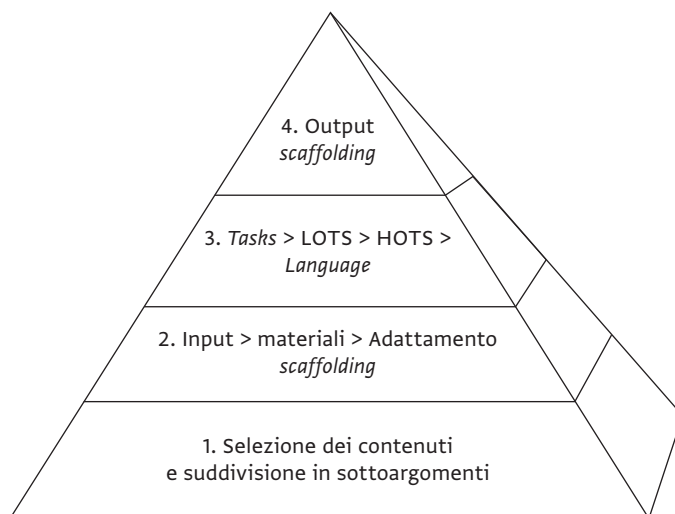 4. Output
scaffolding
3. Tasks > LOTS > HOTS >
Language
2. Input > materiali > Adattamento
scaffolding
1. Selezione dei contenuti
e suddivisione in sottoargomenti